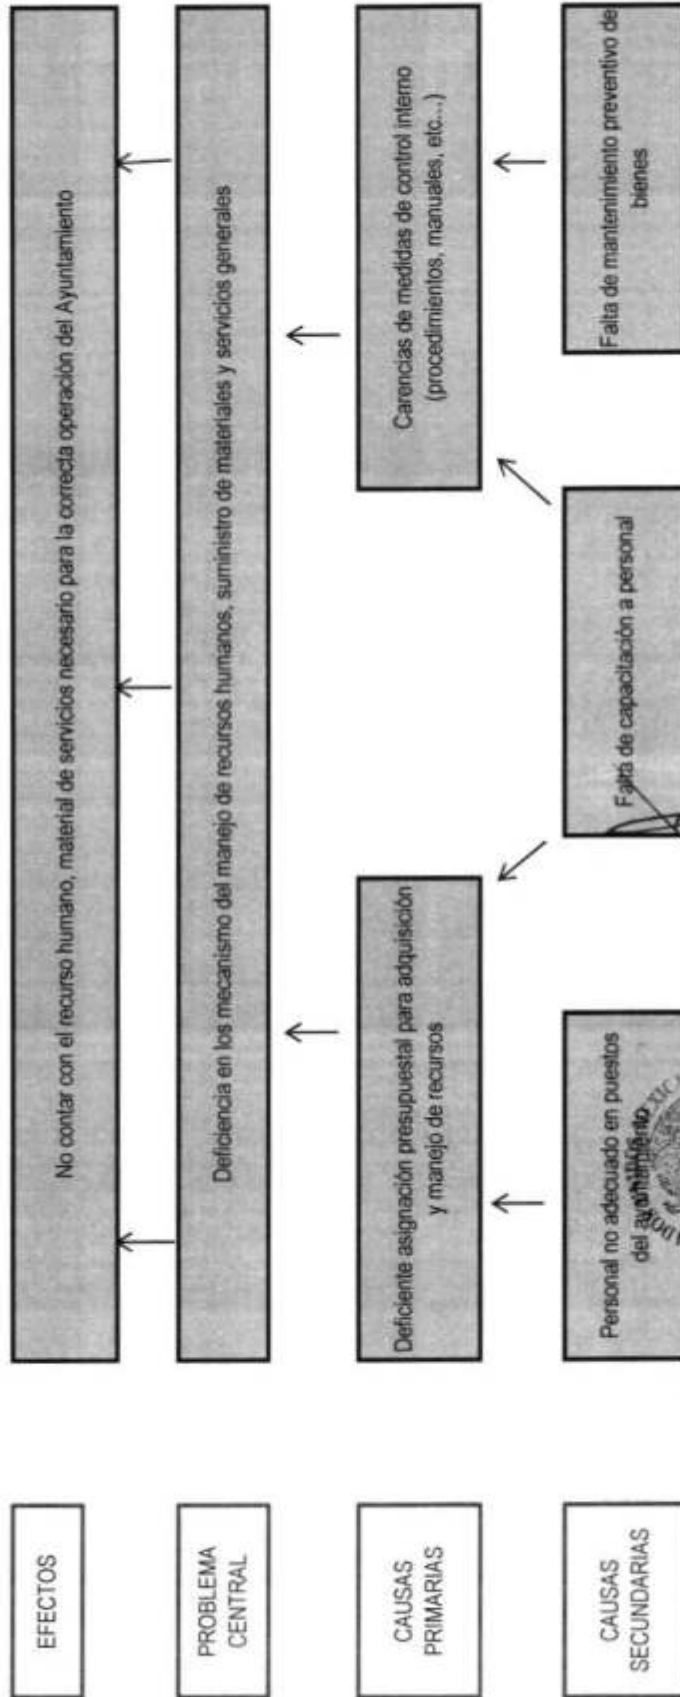 EFECTOS
No contar con el recurso humano, material de servicios necesario para la correcta operación del Ayuntamiento
PROBLEMA
CENTRAL
Deficiencia en los mecanismo del manejo de recursos humanos, suministro de materiales y servicios generales
CAUSAS
PRIMARIAS
Deficiente asignación presupuestal para adquisición
y manejo de recursos
Carencias de medidas de control interno
(procedimientos, manuales, etc...)
CAUSAS
SECUNDARIAS
Personal no adecuado en puestos
del ayuntamiento
Falta de capacitación a personal
Falta de mantenimiento preventivo de
bienes